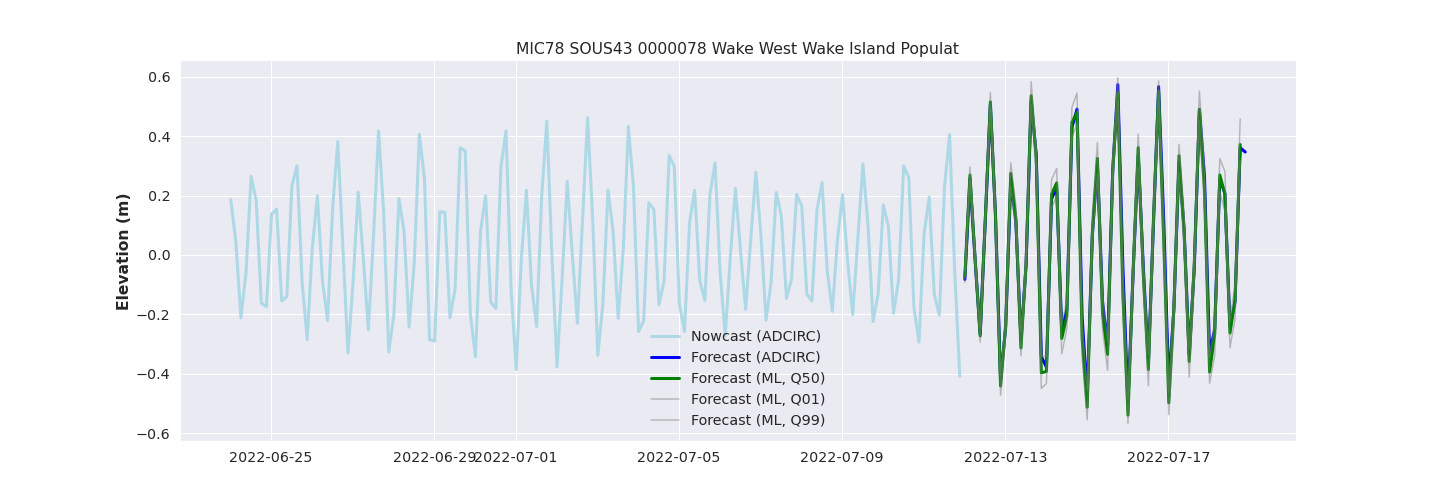 MIC78 SOUS43 0000078 Wake West Wake Island Populat
Elevation (m)
0.6
0.4
0.2
0.0
−0.2
−0.4
−0.6
Nowcast (ADCIRC)
Forecast (ADCIRC)
Forecast (ML, Q50)
Forecast (ML, Q01)
Forecast (ML, Q99)
2022-06-25 2022-06-29 2022-07-01 2022-07-05 2022-07-09 2022-07-13 2022-07-17